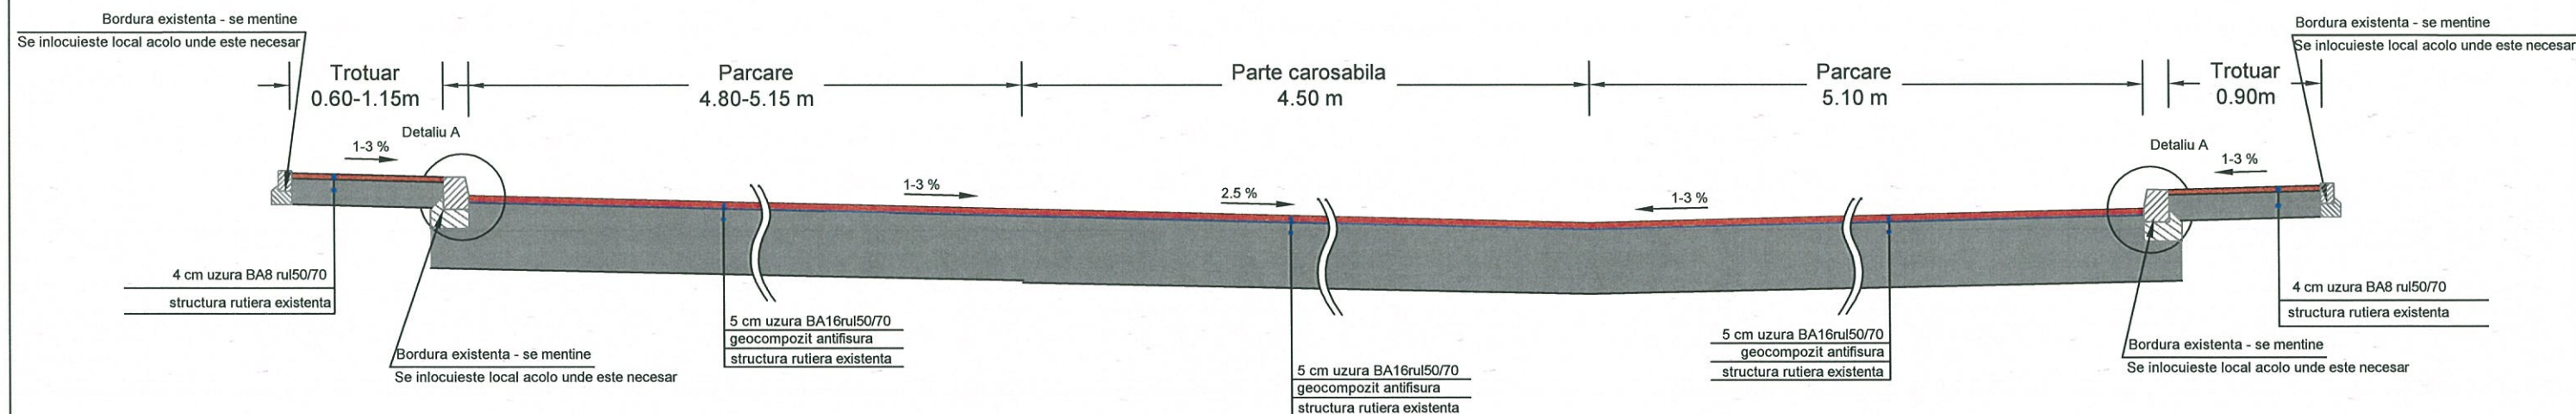 Bordura existenta - se mentine
Se inlocuieste local acolo unde este necesar
Bordura existenta - se mentine
Se inlocuieste local acolo unde este necesar
Trotuar
0.60-1.15m
Parcare
4.80-5.15 m
Parte carosabila
4.50 m
Parcare
5.10 m
Trotuar
0.90m
Detaliu A
1-3 %
1-3 %
2.5 %
1-3 %
Detaliu A
1-3 %
4 cm uzura BA8 rul50/70
structura rutiera existenta
Bordura existenta - se mentine
Se inlocuieste local acolo unde este necesar
5 cm uzura BA16rul50/70
geocompozit antifisura
structura rutiera existenta
5 cm uzura BA16rul50/70
geocompozit antifisura
structura rutiera existenta
5 cm uzura BA16rul50/70
geocompozit antifisura
structura rutiera existenta
Bordura existenta - se mentine
Se inlocuieste local acolo unde este necesar
4 cm uzura BA8 rul50/70
structura rutiera existenta